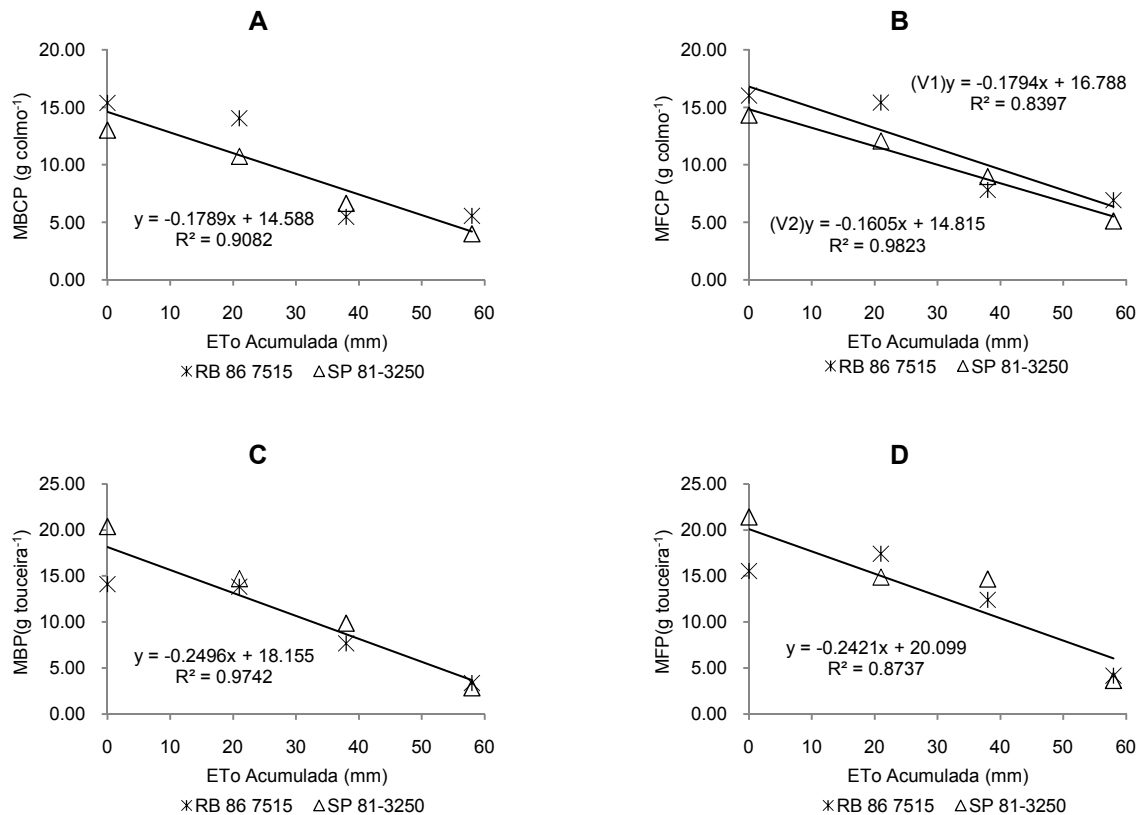 A
20.00
15.00
10.00
5.00
0.00
MBCP (g colmo⁻¹)
y = -0.1789x + 14.588
R² = 0.9082
0 10 20 30 40 50 60
ETo Acumulada (mm)
RB 86 7515 SP 81-3250
B
20.00
15.00
10.00
5.00
0.00
MFCP (g colmo⁻¹)
(V1)y = -0.1794x + 16.788
R² = 0.8397
(V2)y = -0.1605x + 14.815
R² = 0.9823
0 10 20 30 40 50 60
ETo Acumulada (mm)
RB 86 7515 SP 81-3250
C
25.00
20.00
15.00
10.00
5.00
0.00
MBP(g touceira⁻¹)
y = -0.2496x + 18.155
R² = 0.9742
0 10 20 30 40 50 60
ETo Acumulada (mm)
RB 86 7515 SP 81-3250
D
25.00
20.00
15.00
10.00
5.00
0.00
MFP(g touceira⁻¹)
y = -0.2421x + 20.099
R² = 0.8737
0 10 20 30 40 50 60
ETo Acumulada (mm)
RB 86 7515 SP 81-3250